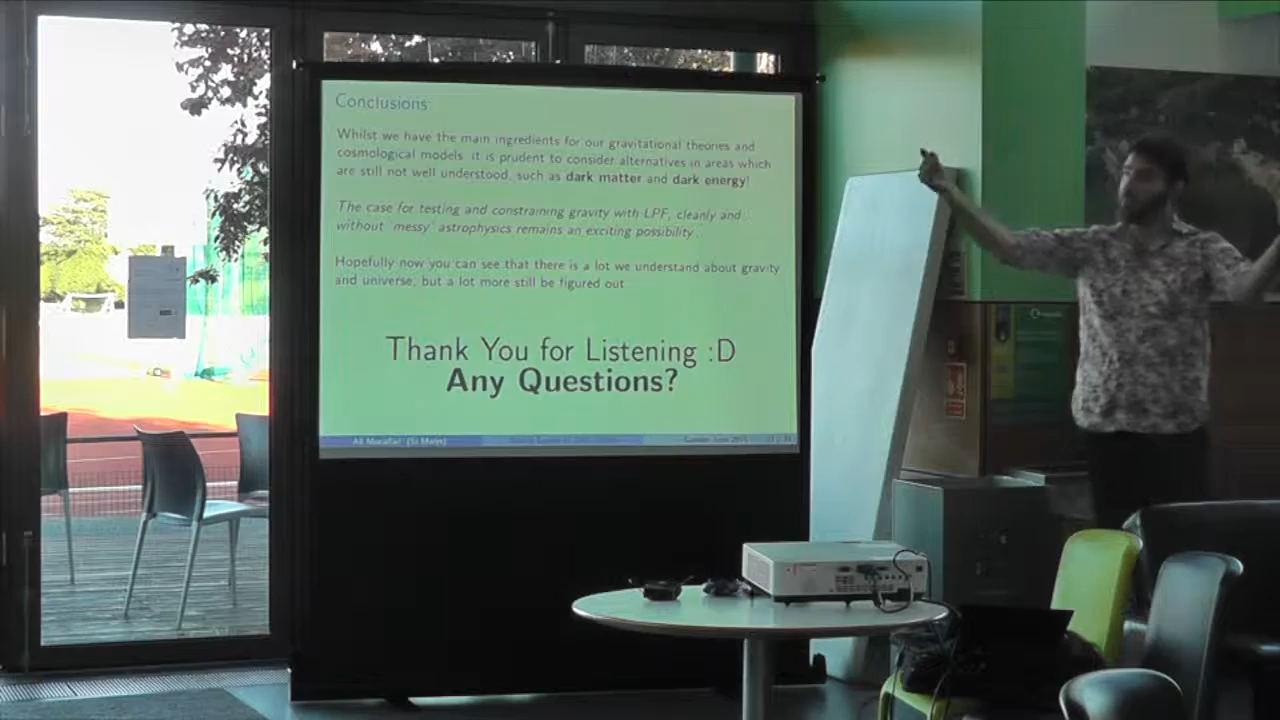 Conclusions
Whilst we have the main ingredients for our gravitational theories and
cosmological models it is prudent to consider alternatives in areas which
are still not well understood, such as dark matter and dark energy!
The case for testing and constraining gravity with LPF, cleanly and
without 'messy' astrophysics remains an exciting possibility...
Hopefully now you can see that there is a lot we understand about gravity
and universe, but a lot more still be figured out
Thank You for Listening :D
Any Questions?
Ali (St Marys)